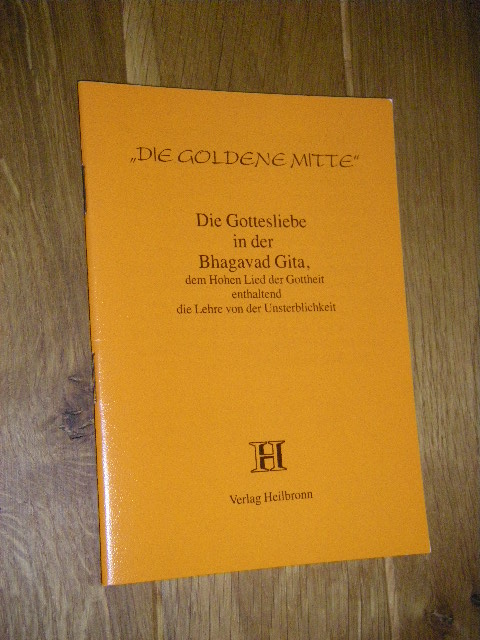 „DIE GOLDENE MITTE“
Die Gottesliebe
in der
Bhagavad Gita,
dem Hohen Lied der Gottheit
enthaltend
die Lehre von der Unsterblichkeit
H
Verlag Heilbronn